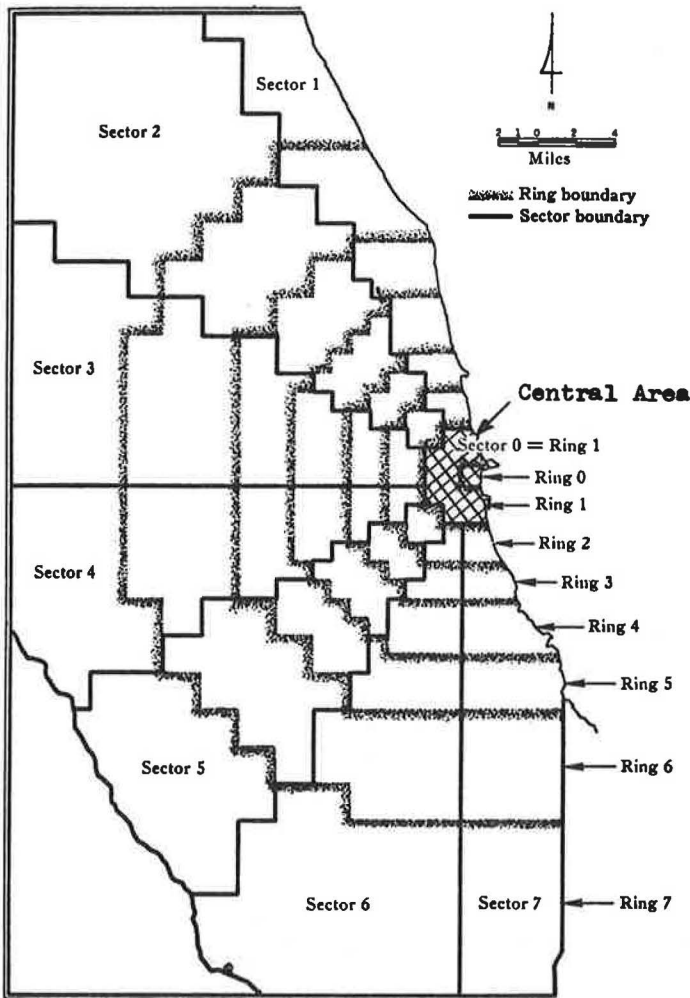 Sector 1
Sector 2
N
2 1 0 2 4
Miles
Ring boundary
Sector boundary
Sector 3
Central Area
Sector 0 = Ring 1
Ring 0
Ring 1
Ring 2
Sector 4
Ring 3
Ring 4
Ring 5
Sector 5
Ring 6
Sector 6
Sector 7
Ring 7